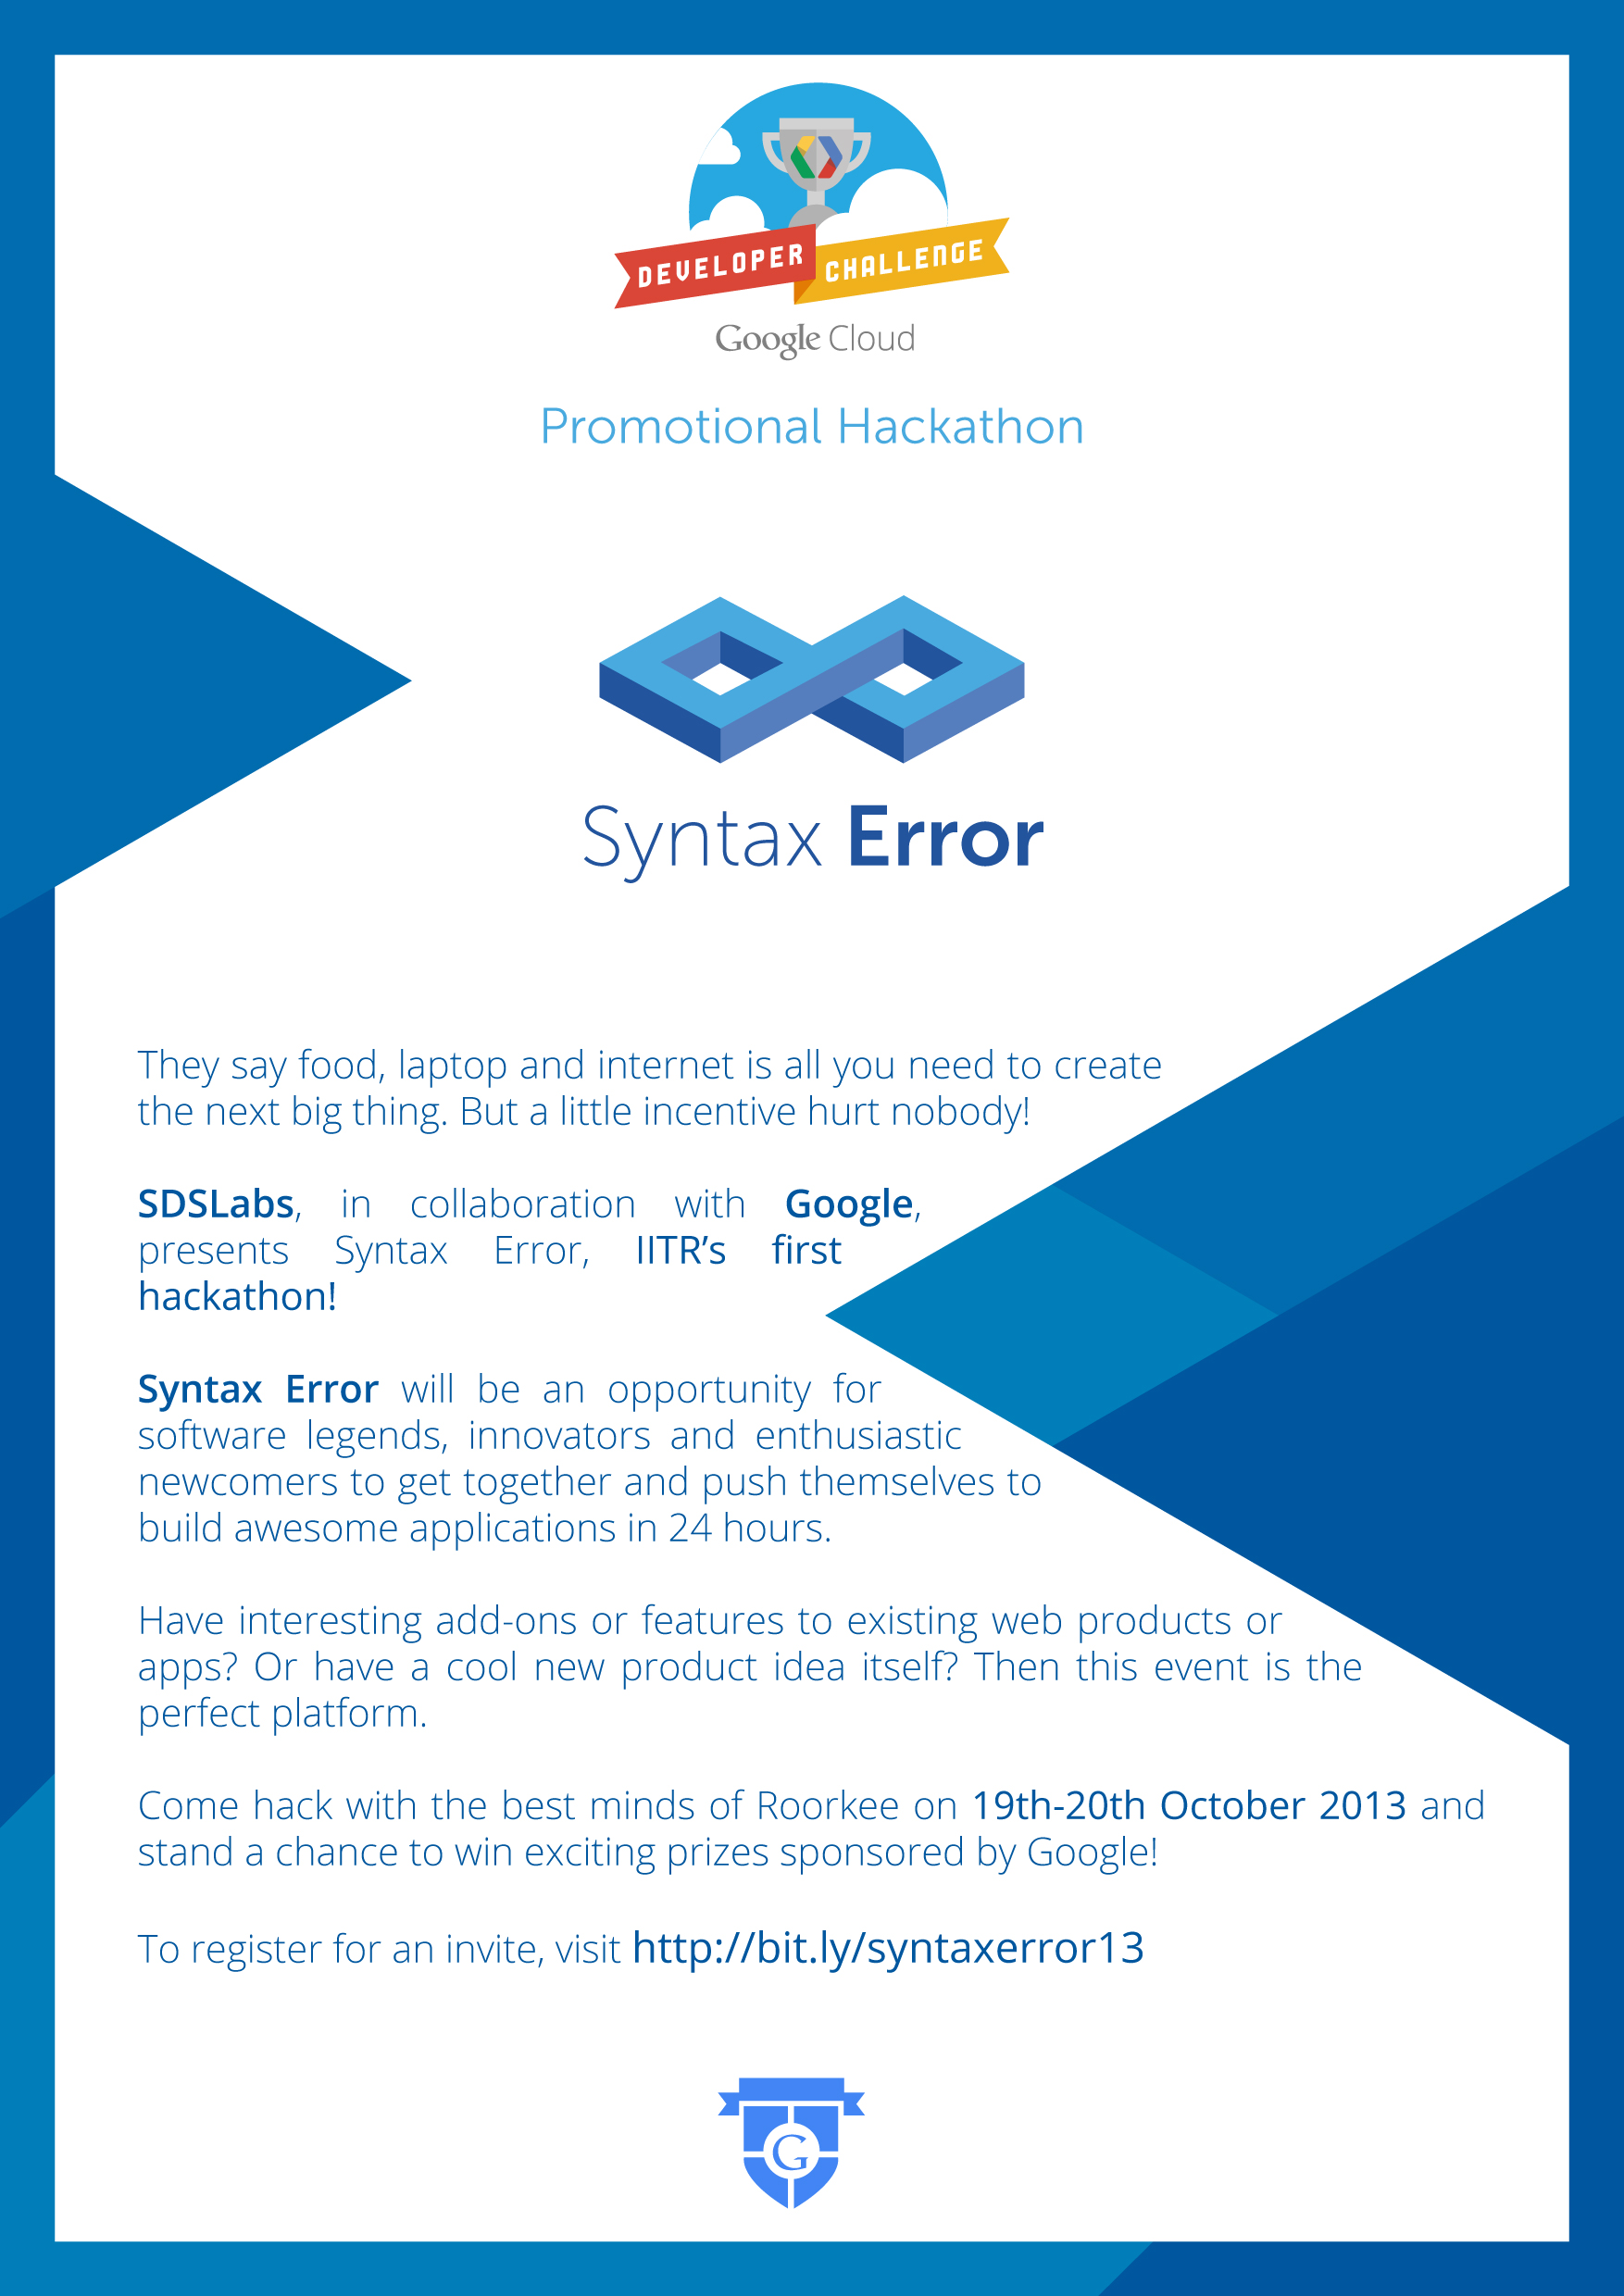 DEVELOPER CHALLENGE
Google Cloud
Promotional Hackathon
Syntax Error
They say food, laptop and internet is all you need to create
the next big thing. But a little incentive hurt nobody!
SDSLabs, in collaboration with Google,
presents Syntax Error, IITR’s first
hackathon!
Syntax Error will be an opportunity for
software legends, innovators and enthusiastic
newcomers to get together and push themselves to
build awesome applications in 24 hours.
Have interesting add-ons or features to existing web products or
apps? Or have a cool new product idea itself? Then this event is the
perfect platform.
Come hack with the best minds of Roorkee on 19th-20th October 2013 and
stand a chance to win exciting prizes sponsored by Google!
To register for an invite, visit http://bit.ly/syntaxerror13
G